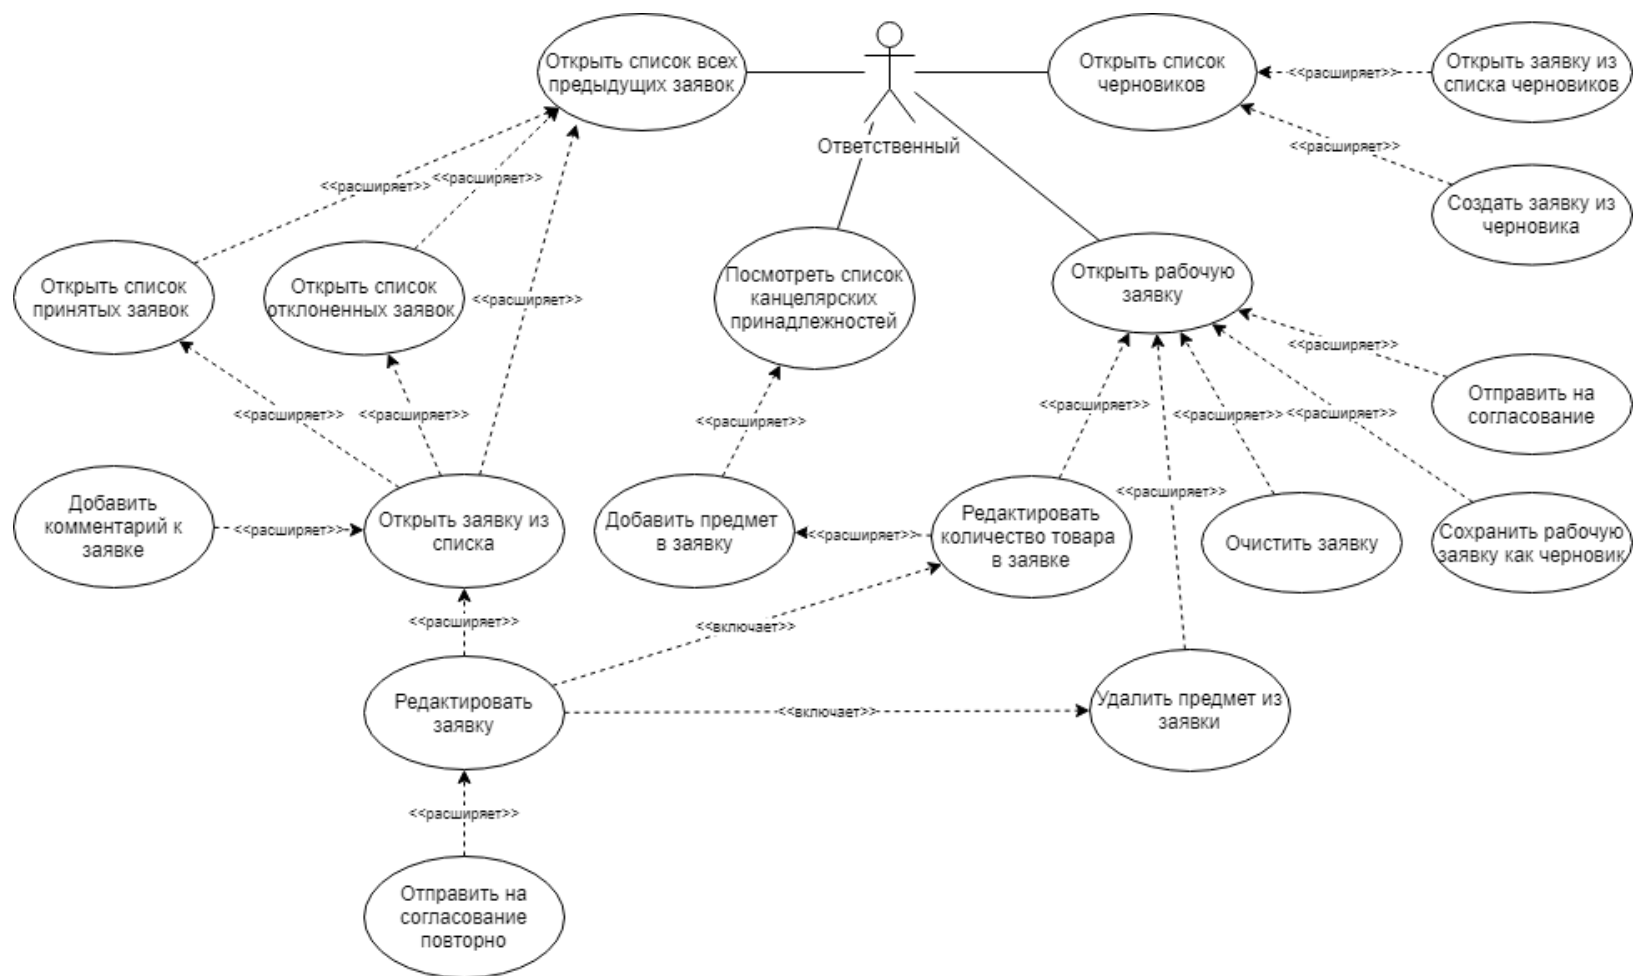 Открыть список всех
предыдущих заявок
Ответственный
Открыть список
черновиков
<<расширяет>>
Открыть заявку из
списка черновиков
<<расширяет>>
Создать заявку из
черновика
<<расширяет>>
<<расширяет>>
<<расширяет>>
Открыть список
принятых заявок
Открыть список
отклоненных заявок
Посмотреть список
канцелярских
принадлежностей
Открыть рабочую
заявку
<<расширяет>>
Отправить на
согласование
<<расширяет>>
<<расширяет>>
<<расширяет>>
<<расширяет>>
<<расширяет>>
<<расширяет>>
<<расширяет>>
Добавить
комментарий к
заявке
<<расширяет>>
Открыть заявку из
списка
Добавить предмет
в заявку
<<расширяет>>
Редактировать
количество товара
в заявке
Очистить заявку
Сохранить рабочую
заявку как черновик
<<расширяет>>
<<включает>>
Редактировать
заявку
<<включает>>
Удалить предмет из
заявки
<<расширяет>>
Отправить на
согласование
повторно